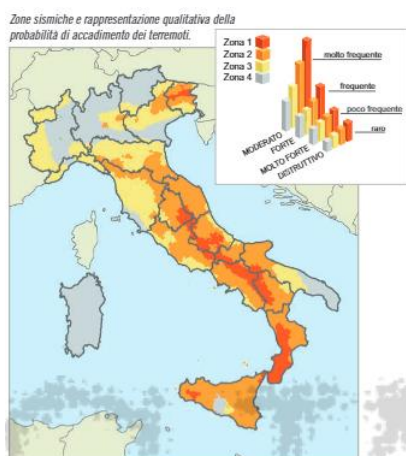 Zone sismiche e rappresentazione qualitativa della
probabilità di accadimento dei terremoti.
Zona 1
Zona 2
Zona 3
Zona 4
molto frequente
frequente
poco frequente
raro
MODERATO
FORTE
MOLTO FORTE
DISTRUTTIVO